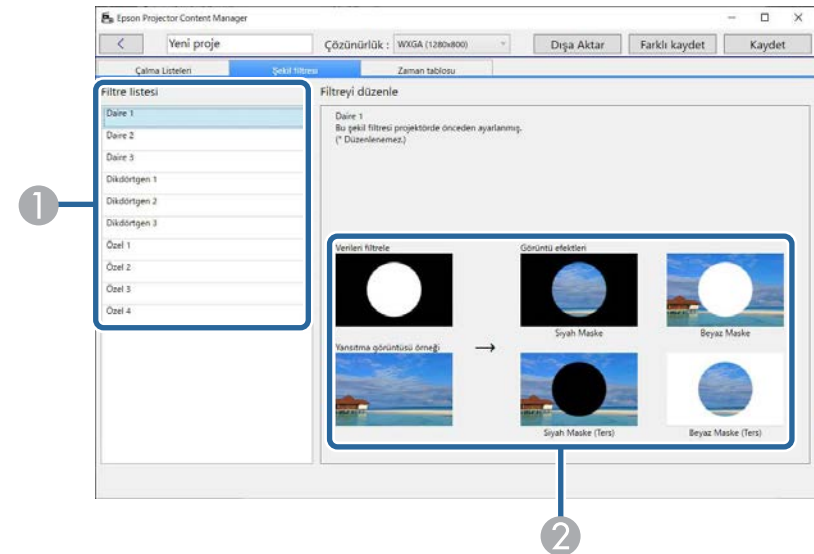 Epson Projector Content Manager
Yeni proje
Çözünürlük :
WXGA (1280x800)
Dışa Aktar
Farklı kaydet
Kaydet
Çalma Listeleri
Şekil filtresi
Zaman tablosu
Filtre listesi
Daire 1
Daire 2
Daire 3
Dikdörtgen 1
Dikdörtgen 2
Dikdörtgen 3
Özel 1
Özel 2
Özel 3
Özel 4
Filtreyi düzenle
Daire 1
Bu şekil filtresi projektörde önceden ayarlanmış.
(* Düzenlenemez.)
Verileri filtrele
Görüntü efektleri
Siyah Maske
Beyaz Maske
Yansıtma görüntüsü örneği
→
Siyah Maske (Ters)
Beyaz Maske (Ters)
1
2